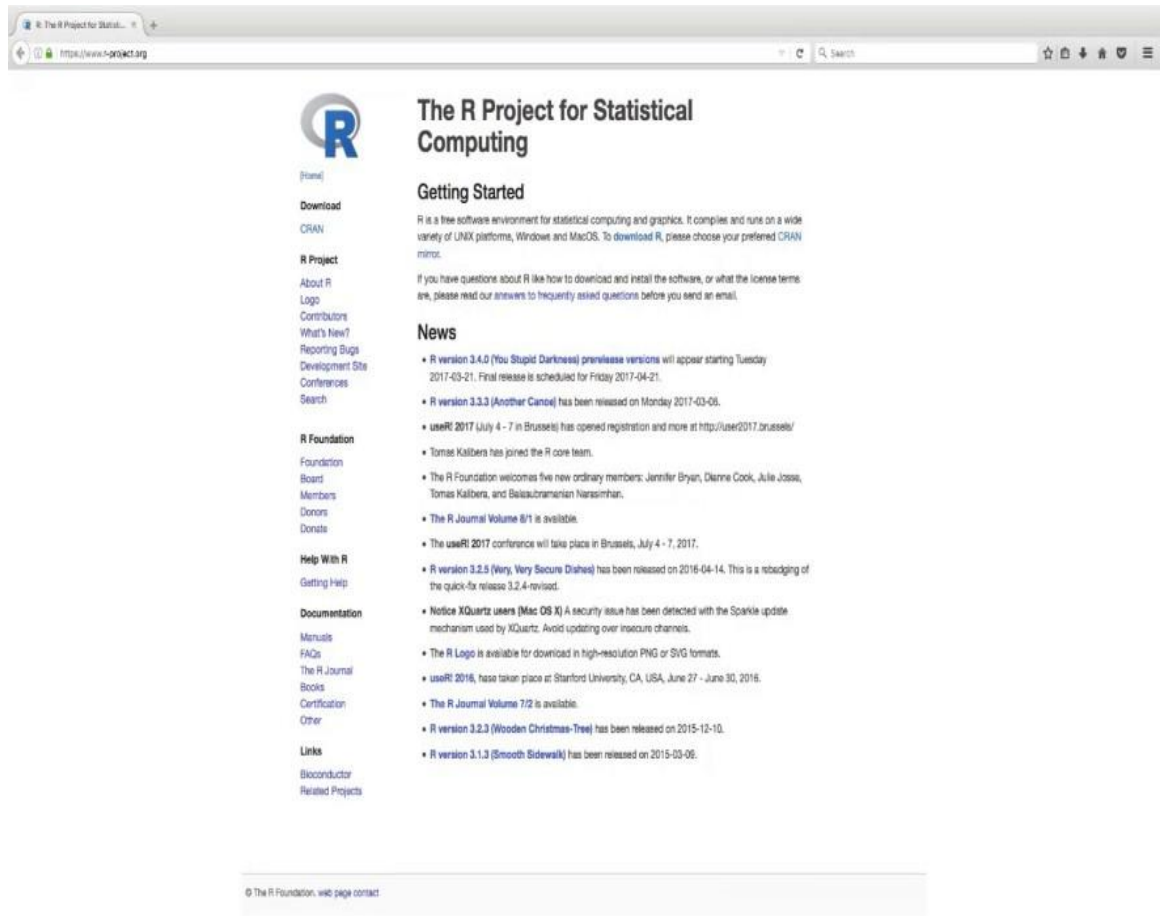 R: The R Project for Statist...
https://www.r-project.org
Search
R
[Home]
Download
CRAN
R Project
About R
Logo
Contributors
What's New?
Reporting Bugs
Development Site
Conferences
Search
R Foundation
Foundation
Board
Members
Donors
Donate
Help With R
Getting Help
Documentation
Manuals
FAQs
The R Journal
Books
Certification
Other
Links
Bioconductor
Related Projects
The R Project for Statistical
Computing
Getting Started
R is a free software environment for statistical computing and graphics. It compiles and runs on a wide
variety of UNIX platforms, Windows and MacOS. To download R, please choose your preferred CRAN
mirror.
If you have questions about R like how to download and install the software, or what the license terms
are, please read our answers to frequently asked questions before you send an email.
News
• R version 3.4.0 (You Stupid Darkness) prerelease versions will appear starting Tuesday
2017-03-21. Final release is scheduled for Friday 2017-04-21.
• R version 3.3.3 (Another Canoe) has been released on Monday 2017-03-06.
• useR! 2017 (July 4 - 7 in Brussels) has opened registration and more at http://user2017.brussels/
• Tomas Kalibera has joined the R core team.
• The R Foundation welcomes five new ordinary members: Jennifer Bryan, Dianne Cook, Julie Josse,
Tomas Kalibera, and Balasubramanian Narasimhan.
• The R Journal Volume 8/1 is available.
• The useR! 2017 conference will take place in Brussels, July 4 - 7, 2017.
• R version 3.2.5 (Very, Very Secure Dishes) has been released on 2016-04-14. This is a rebadging of
the quick-fix release 3.2.4-revised.
• Notice XQuartz users (Mac OS X) A security issue has been detected with the Sparkle update
mechanism used by XQuartz. Avoid updating over insecure channels.
• The R Logo is available for download in high-resolution PNG or SVG formats.
• useR! 2016, hase taken place at Stanford University, CA, USA, June 27 - June 30, 2016.
• The R Journal Volume 7/2 is available.
• R version 3.2.3 (Wooden Christmas-Tree) has been released on 2015-12-10.
• R version 3.1.3 (Smooth Sidewalk) has been released on 2015-03-09.
© The R Foundation. web page contact